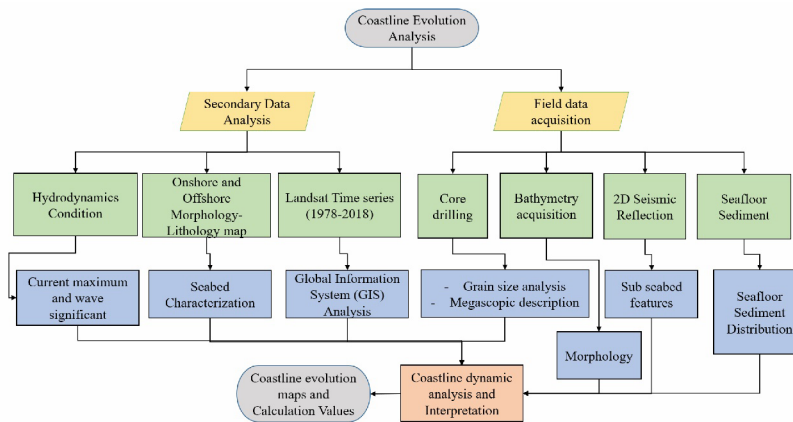 Coastline Evolution
Analysis
Secondary Data
Analysis
Field data
acquisition
Hydrodynamics
Condition
Onshore and
Offshore
Morphology-
Lithology map
Landsat Time series
(1978-2018)
Core
drilling
Bathymetry
acquisition
2D Seismic
Reflection
Seafloor
Sediment
Current maximum
and wave
significant
Seabed
Characterization
Global Information
System (GIS)
Analysis
- Grain size analysis
- Megascopic description
Sub seabed
features
Seafloor
Sediment
Distribution
Morphology
Coastline evolution
maps and
Calculation Values
Coastline dynamic
analysis and
Interpretation